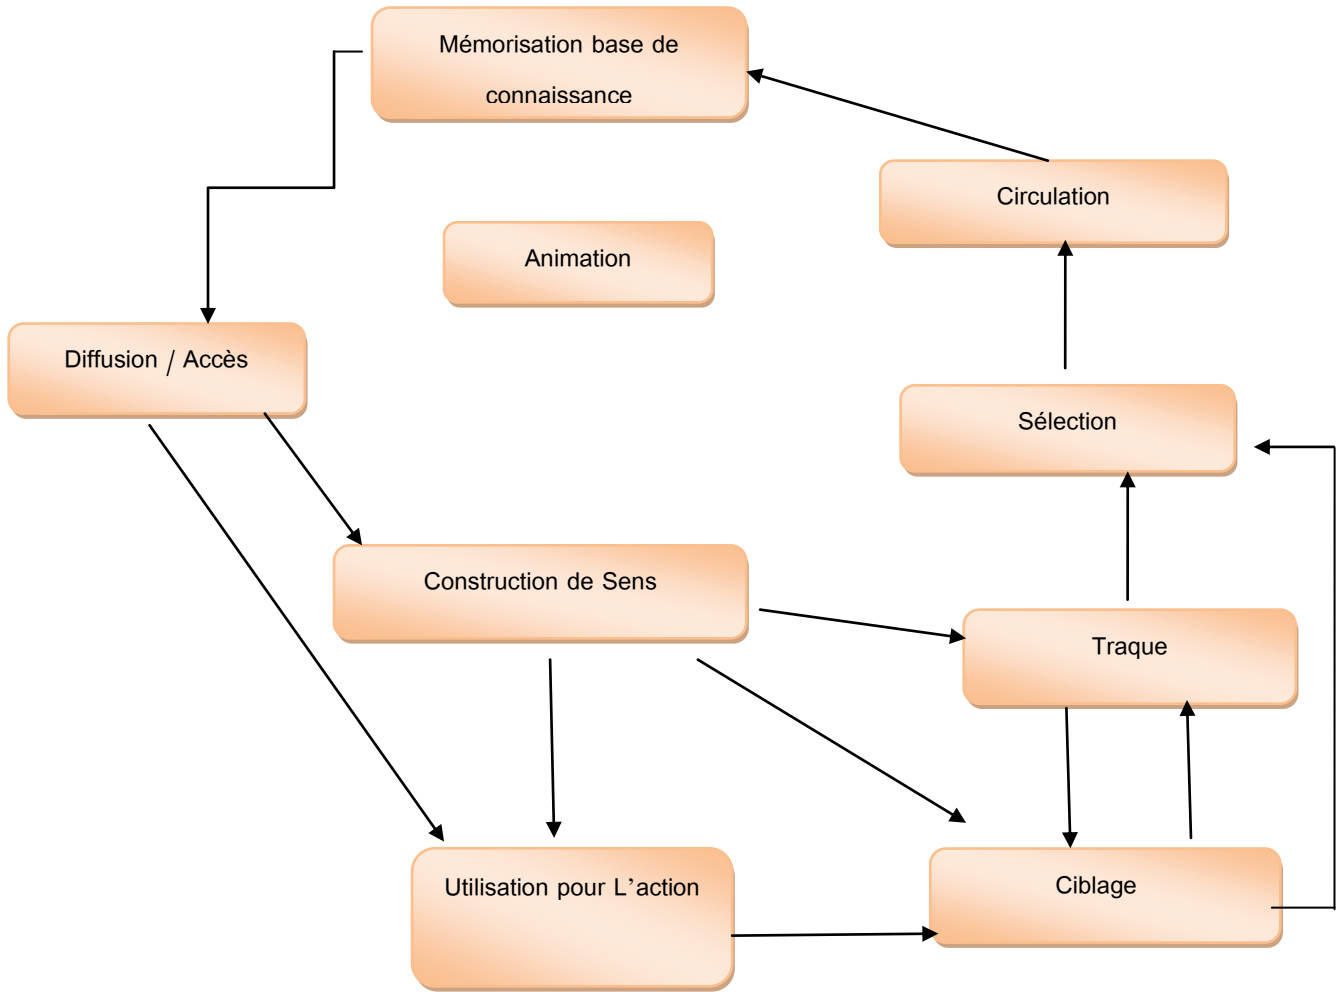 Mémorisation base de
connaissance
Circulation
Animation
Diffusion / Accès
Sélection
Construction de Sens
Traque
Utilisation pour L’action
Ciblage